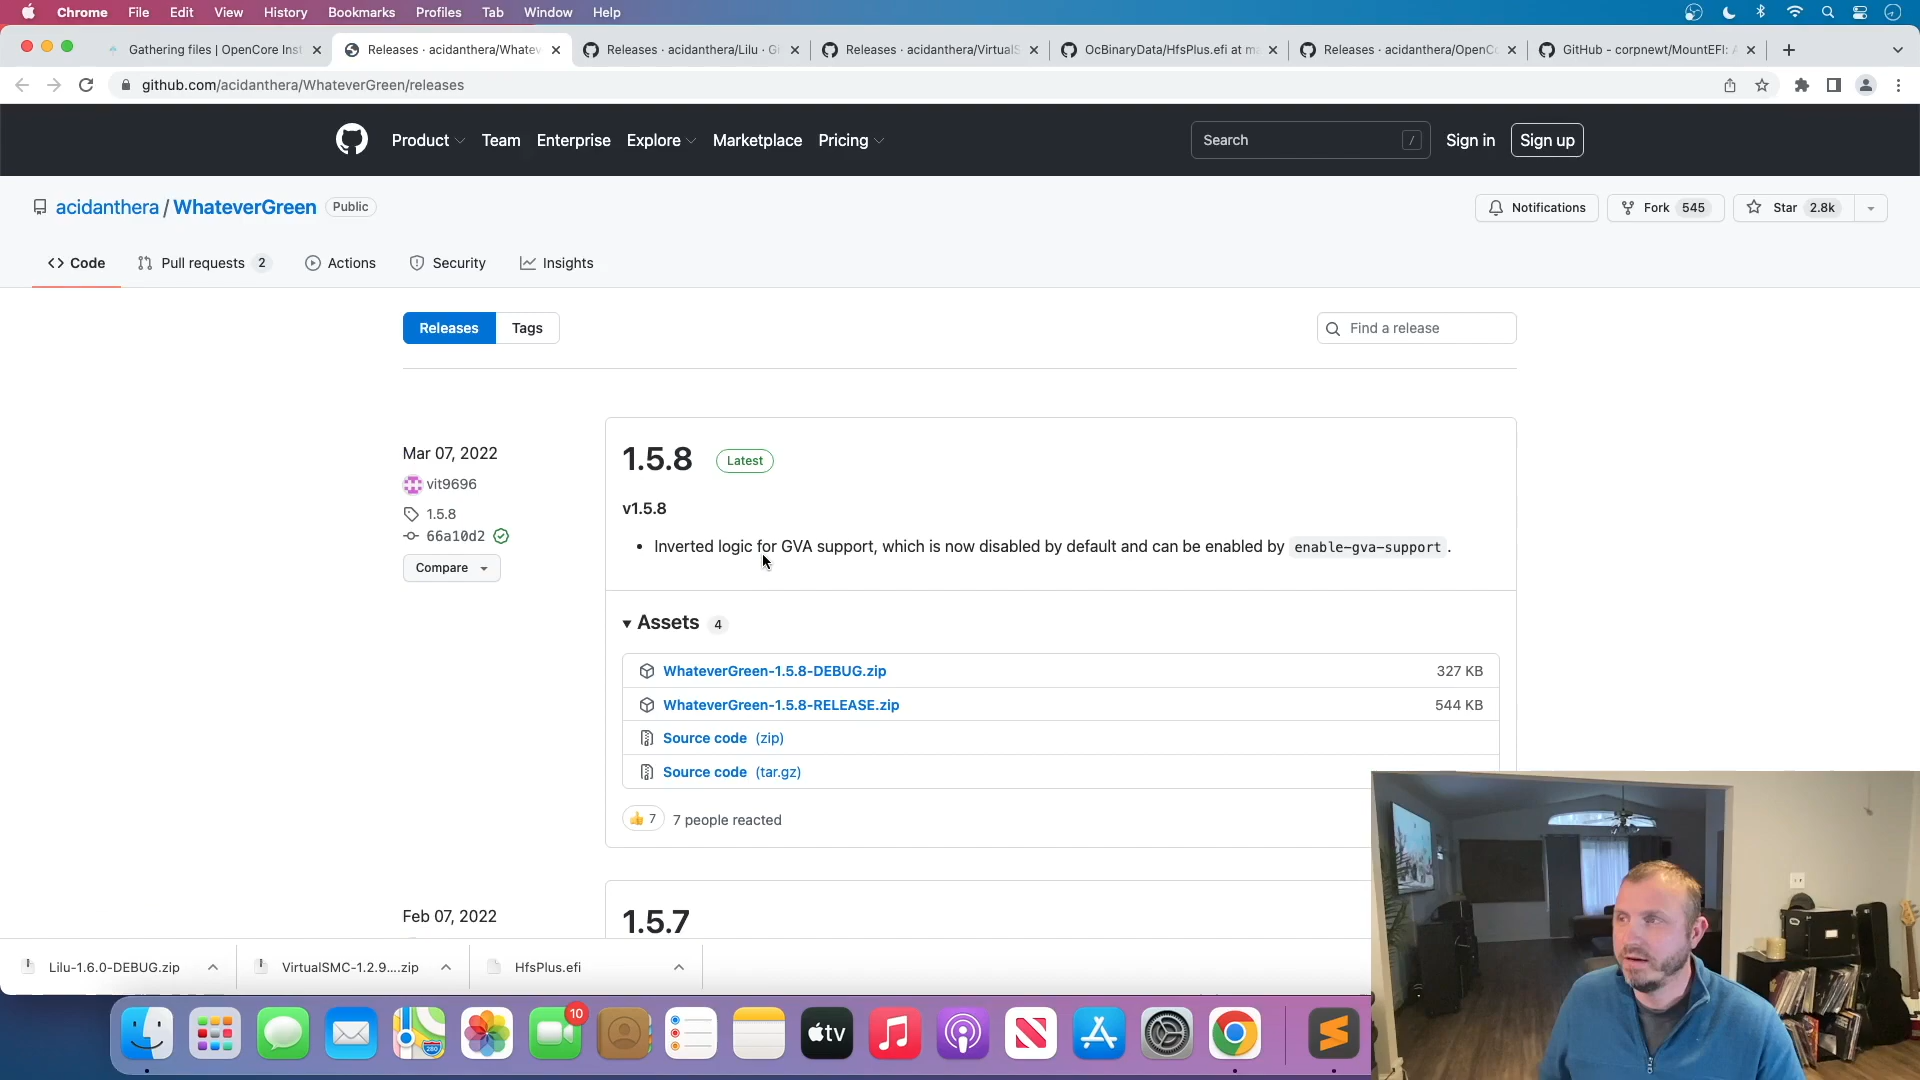 Chrome File Edit View History Bookmarks Profiles Tab Window Help
Gathering files | OpenCore Inst
Releases · acidanthera/Whatev
Releases · acidanthera/Lilu · Gi
Releases · acidanthera/VirtualS
OcBinaryData/HfsPlus.efi at ma
Releases · acidanthera/OpenCo
GitHub - corpnewt/MountEFI: A
github.com/acidanthera/WhateverGreen/releases
Product Team Enterprise Explore Marketplace Pricing
Search /
Sign in
Sign up
acidanthera / WhateverGreen Public
Notifications
Fork 545
Star 2.8k
Code
Pull requests 2
Actions
Security
Insights
Releases
Tags
Find a release
Mar 07, 2022
vit9696
1.5.8
66a10d2
Compare
1.5.8 Latest
v1.5.8
• Inverted logic for GVA support, which is now disabled by default and can be enabled by enable-gva-support.
Assets 4
WhateverGreen-1.5.8-DEBUG.zip 327 KB
WhateverGreen-1.5.8-RELEASE.zip 544 KB
Source code (zip)
Source code (tar.gz)
7 7 people reacted
Feb 07, 2022
1.5.7
Lilu-1.6.0-DEBUG.zip
VirtualSMC-1.2.9....zip
HfsPlus.efi
10
280
tv